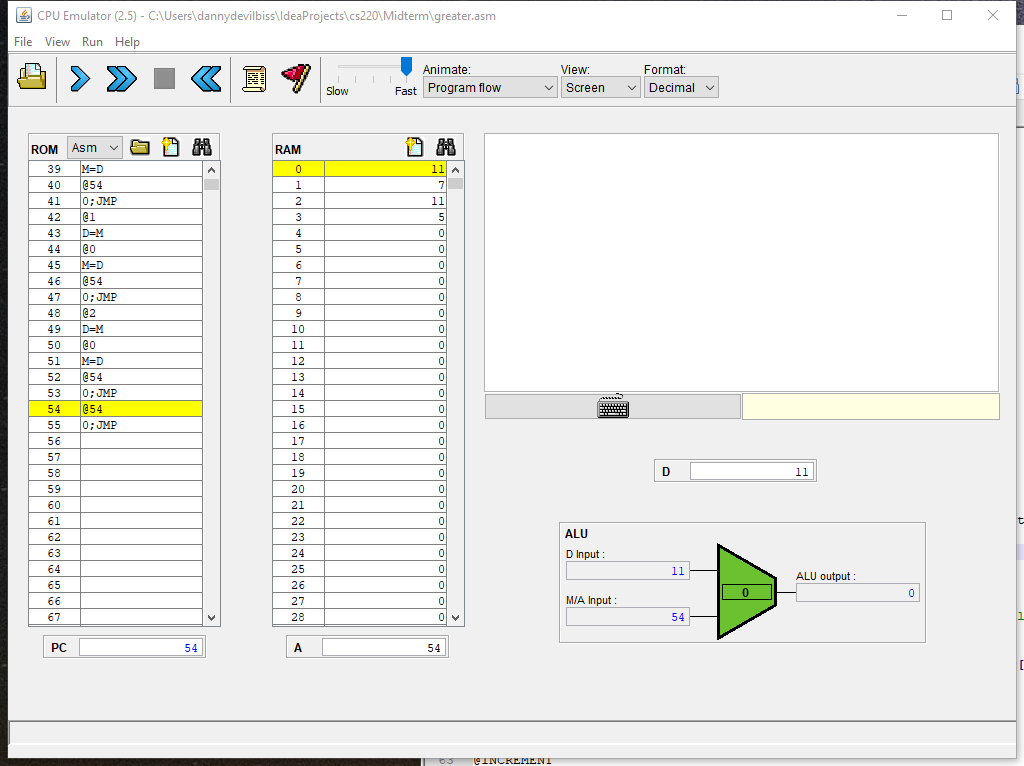 CPU Emulator (2.5) - C:\Users\dannydevilbiss\IdeaProjects\cs220\Midterm\greater.asm
File View Run Help
Slow Fast
Animate: View: Format:
Program flow Screen Decimal
ROM Asm
39 M=D
40 @54
41 0;JMP
42 @1
43 D=M
44 @0
45 M=D
46 @54
47 0;JMP
48 @2
49 D=M
50 @0
51 M=D
52 @54
53 0;JMP
54 @54
55 0;JMP
56
57
58
59
60
61
62
63
64
65
66
67
PC 54
RAM
0 11
1 7
2 11
3 5
4 0
5 0
6 0
7 0
8 0
9 0
10 0
11 0
12 0
13 0
14 0
15 0
16 0
17 0
18 0
19 0
20 0
21 0
22 0
23 0
24 0
25 0
26 0
27 0
28 0
A 54
D 11
ALU
D Input :
11
M/A Input :
54
0
ALU output :
0
63 @INCREMENT